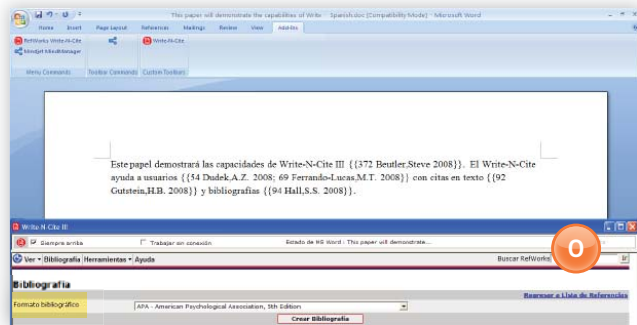 This paper will demonstrate the capabilities of Write - Spanish.doc [Compatibility Mode] - Microsoft Word
Home Insert Page Layout References Mailings Review View Add-Ins
RefWorks Write-N-Cite
Mindjet MindManager
Write-N-Cite
Menu Commands Toolbar Commands Custom Toolbars
Este papel demostrará las capacidades de Write-N-Cite III {{372 Beutler,Steve 2008}}. El Write-N-Cite
ayuda a usuarios {{54 Dudek,A.Z. 2008; 69 Ferrando-Lucas,M.T. 2008}} con citas en texto {{92
Gutstein,H.B. 2008}} y bibliografías {{94 Hall,S.S. 2008}}.
Write-N-Cite III
Siempre arriba Trabajar sin conexión Estado de MS Word : This paper will demonstrate...
Ver Bibliografía Herramientas Ayuda Buscar RefWorks Ir
O
Bibliografía
Regresar a Lista de Referencias
Formato bibliográfico APA - American Psychological Association, 5th Edition
Crear Bibliografía